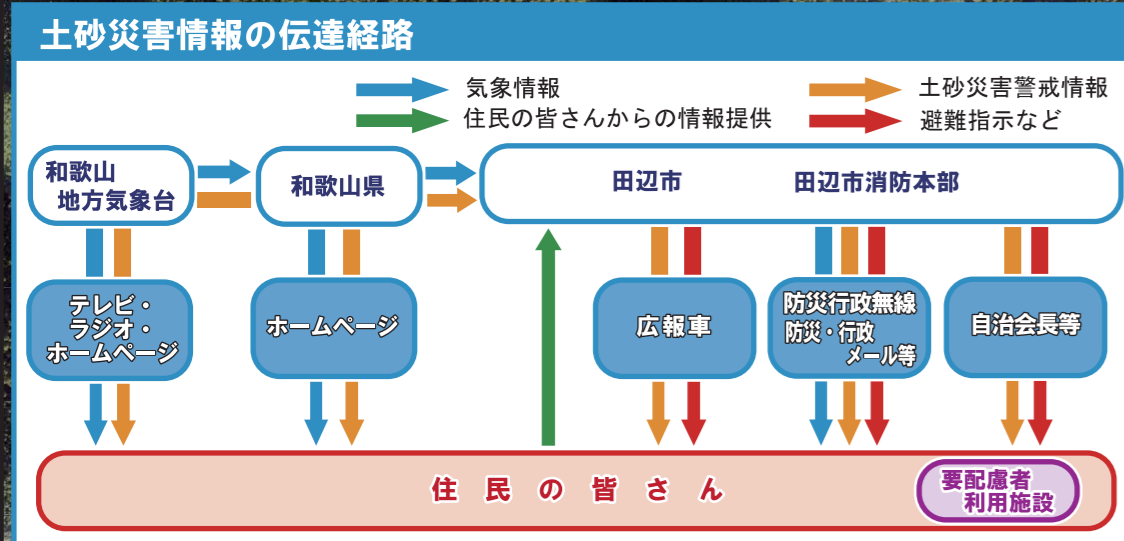 土砂災害情報の伝達経路
気象情報
土砂災害警戒情報
住民の皆さんからの情報提供
避難指示など
和歌山
地方気象台
和歌山県
田辺市
田辺市消防本部
テレビ・
ラジオ・
ホームページ
ホームページ
広報車
防災行政無線
防災・行政
メール等
自治会長等
住民の皆さん
要配慮者
利用施設